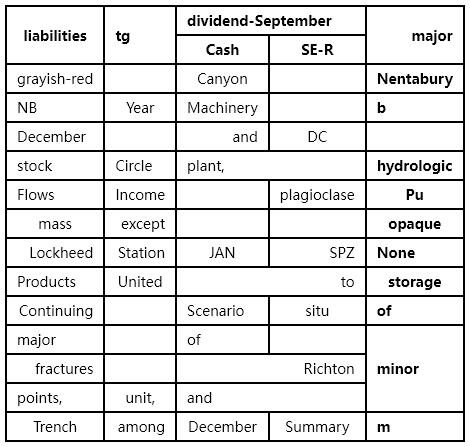 liabilities tg dividend-September major
Cash SE-R
grayish-red Canyon Nentabury
NB Year Machinery b
December and DC
stock Circle plant, hydrologic
Flows Income plagioclase Pu
mass except opaque
Lockheed Station JAN SPZ None
Products United to storage
Continuing Scenario situ of
major of
fractures Richton minor
points, unit, and
Trench among December Summary m